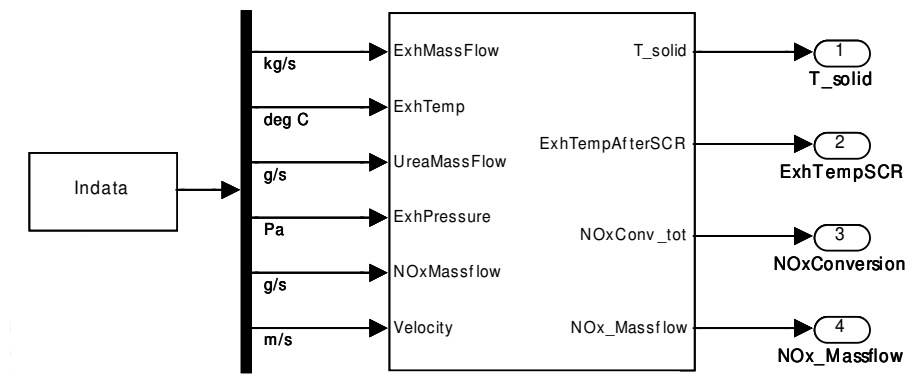 Indata
kg/s
deg C
g/s
Pa
g/s
m/s
ExhMassFlow
ExhTemp
UreaMassFlow
ExhPressure
NOxMassflow
Velocity
T_solid
ExhTempAfterSCR
NOxConv_tot
NOx_Massflow
1
T_solid
2
ExhTempSCR
3
NOxConversion
4
NOx_Massflow